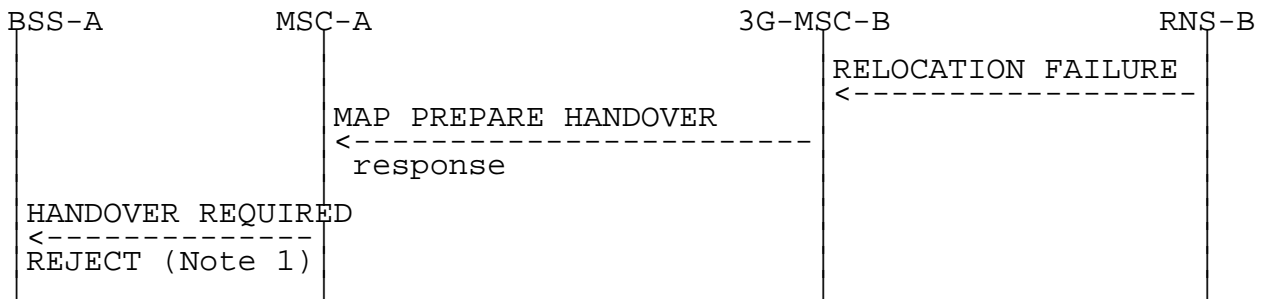 BSS-A MSC-A 3G-MSC-B RNS-B
RELOCATION FAILURE
MAP PREPARE HANDOVER
response
HANDOVER REQUIRED
REJECT (Note 1)